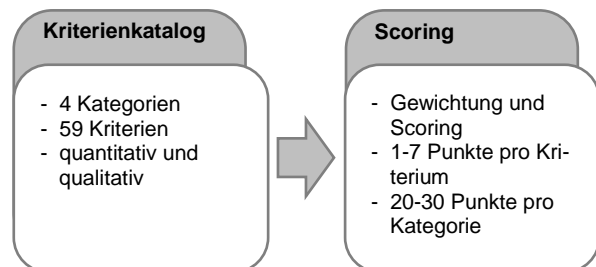 Kriterienkatalog
- 4 Kategorien
- 59 Kriterien
- quantitativ und
qualitativ
Scoring
- Gewichtung und
Scoring
- 1-7 Punkte pro Kri-
terium
- 20-30 Punkte pro
Kategorie